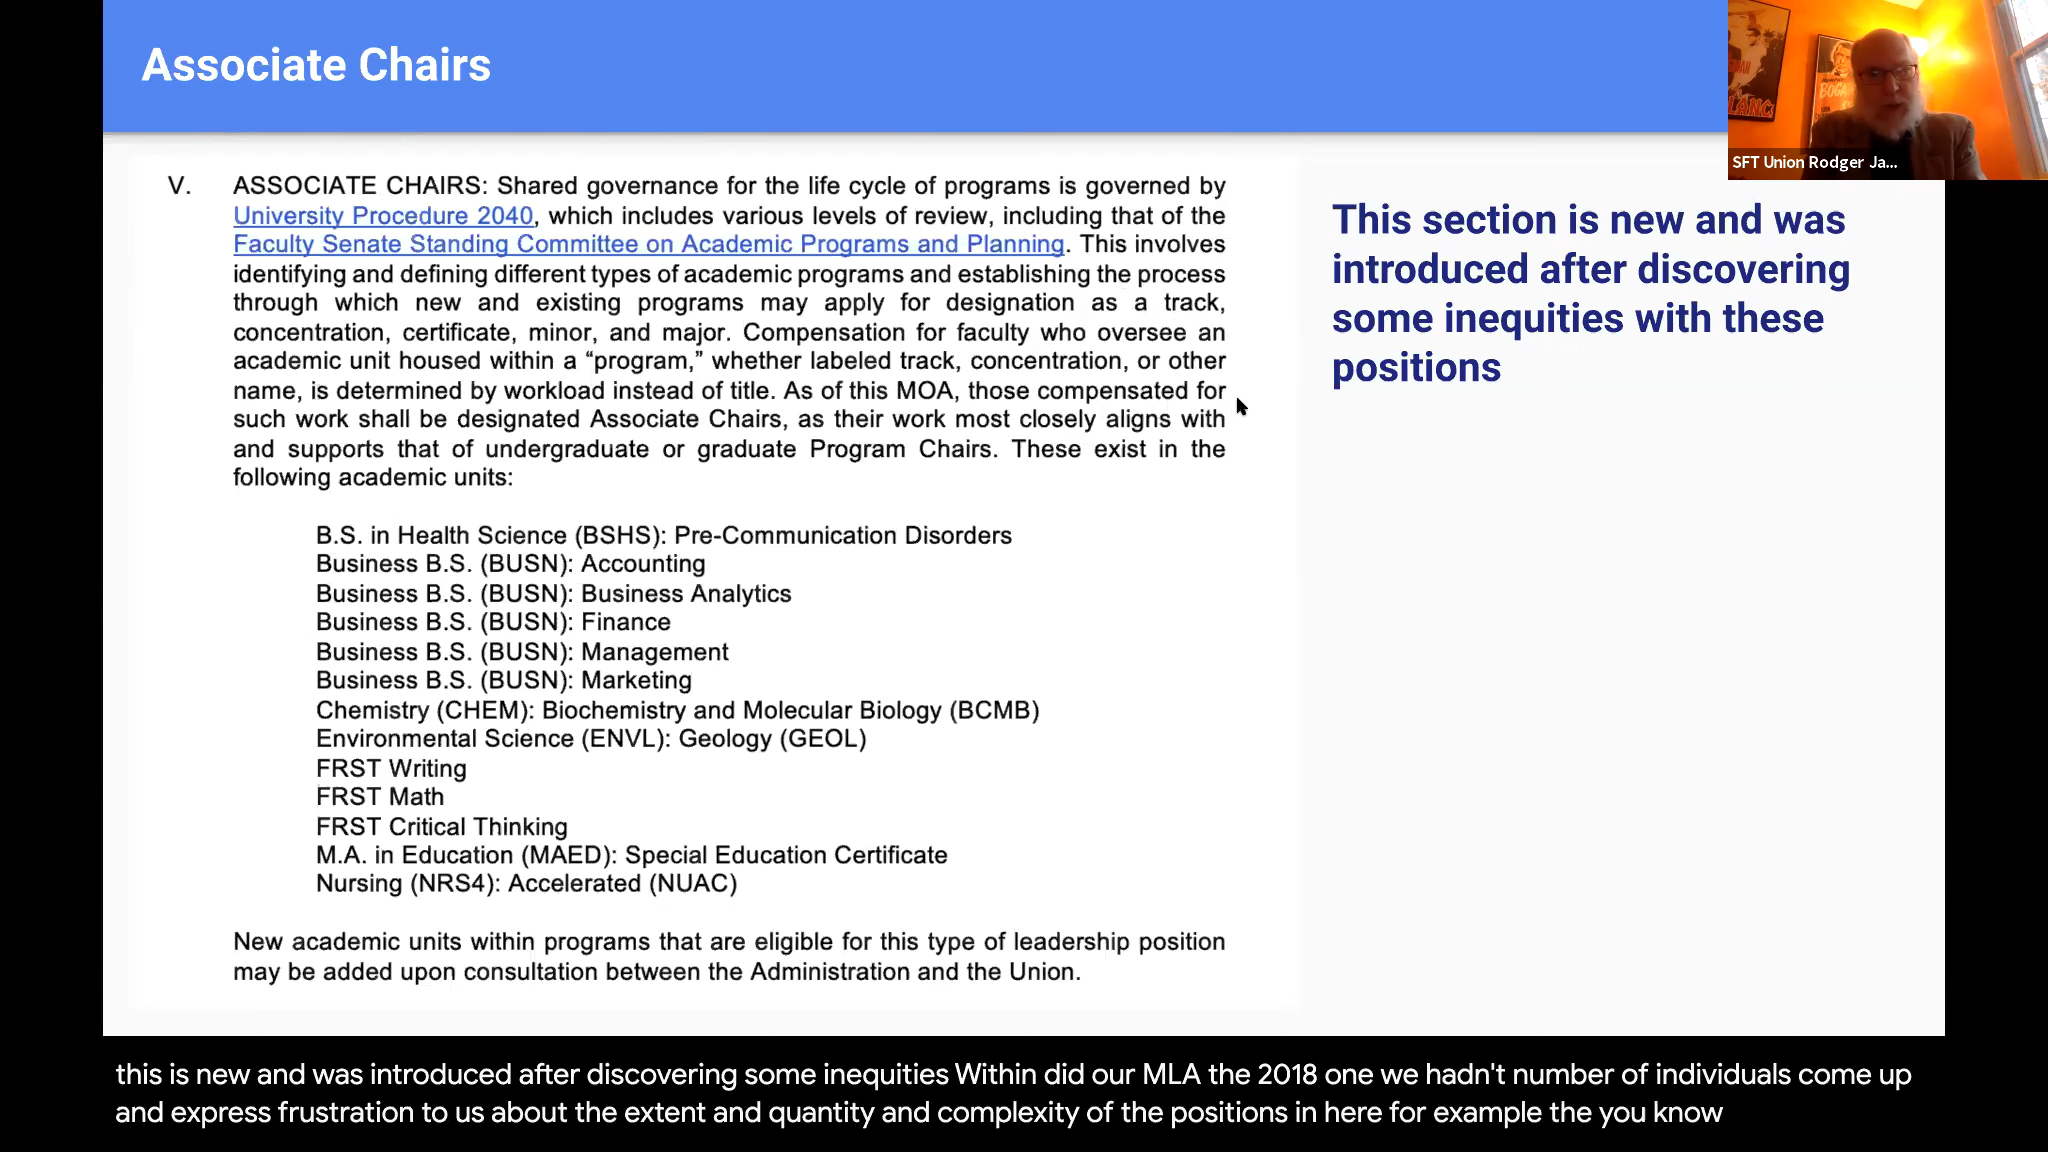 Associate Chairs
V. ASSOCIATE CHAIRS: Shared governance for the life cycle of programs is governed by
University Procedure 2040, which includes various levels of review, including that of the
Faculty Senate Standing Committee on Academic Programs and Planning. This involves
identifying and defining different types of academic programs and establishing the process
through which new and existing programs may apply for designation as a track,
concentration, certificate, minor, and major. Compensation for faculty who oversee an
academic unit housed within a “program,” whether labeled track, concentration, or other
name, is determined by workload instead of title. As of this MOA, those compensated for
such work shall be designated Associate Chairs, as their work most closely aligns with
and supports that of undergraduate or graduate Program Chairs. These exist in the
following academic units:
B.S. in Health Science (BSHS): Pre-Communication Disorders
Business B.S. (BUSN): Accounting
Business B.S. (BUSN): Business Analytics
Business B.S. (BUSN): Finance
Business B.S. (BUSN): Management
Business B.S. (BUSN): Marketing
Chemistry (CHEM): Biochemistry and Molecular Biology (BCMB)
Environmental Science (ENVL): Geology (GEOL)
FRST Writing
FRST Math
FRST Critical Thinking
M.A. in Education (MAED): Special Education Certificate
Nursing (NRS4): Accelerated (NUAC)
New academic units within programs that are eligible for this type of leadership position
may be added upon consultation between the Administration and the Union.
This section is new and was
introduced after discovering
some inequities with these
positions
SFT Union Rodger Ja...
this is new and was introduced after discovering some inequities Within did our MLA the 2018 one we hadn't number of individuals come up
and express frustration to us about the extent and quantity and complexity of the positions in here for example the you know